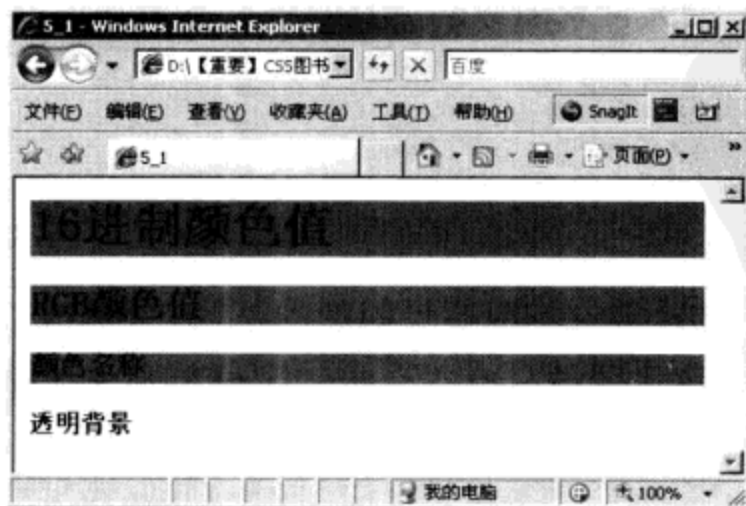 5_1 - Windows Internet Explorer
D:\【重要】CSS图书 百度
文件(F) 编辑(E) 查看(V) 收藏夹(A) 工具(T) 帮助(H) SnagIt
5_1 页面(P)
16进制颜色值
RGB颜色值
颜色名称
透明背景
我的电脑 100%